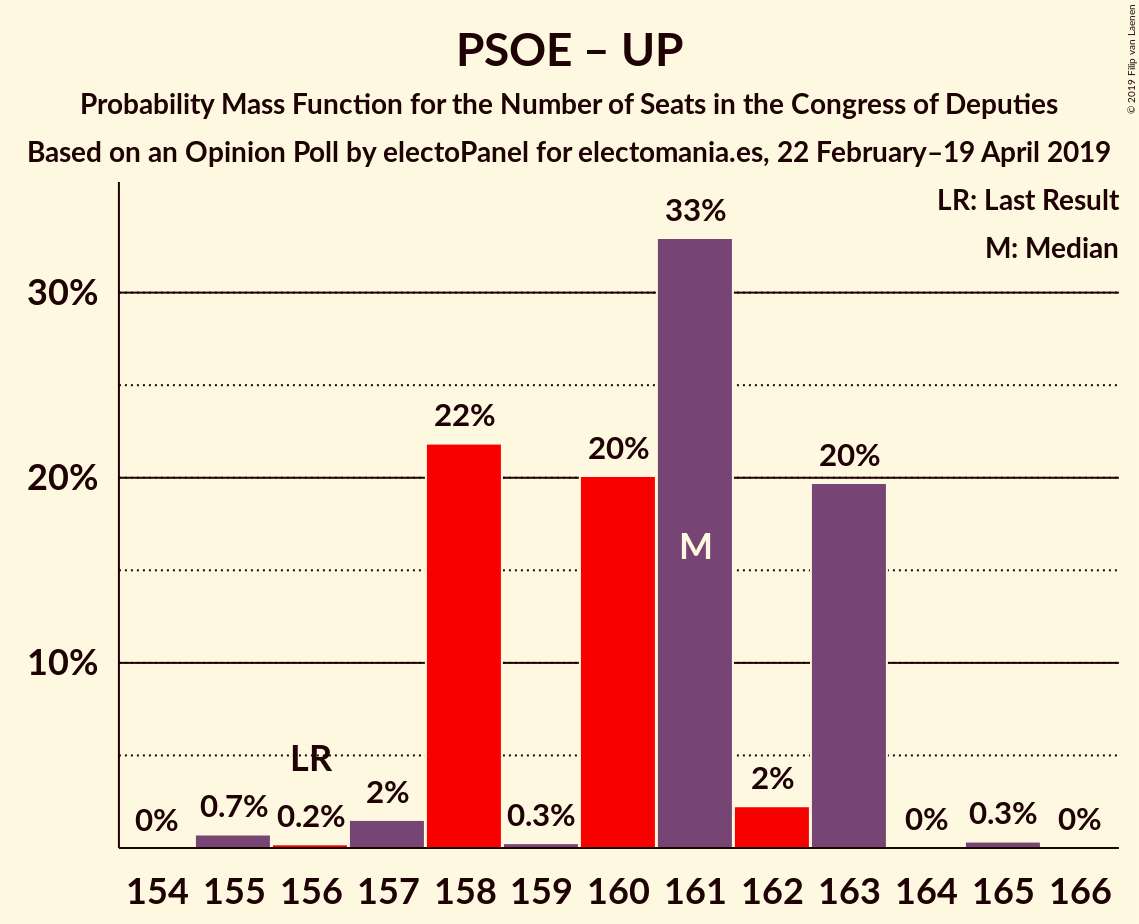 PSOE – UP
Probability Mass Function for the Number of Seats in the Congress of Deputies
Based on an Opinion Poll by electoPanel for electomania.es, 22 February–19 April 2019
© 2019 Filip van Laenen
LR: Last Result
M: Median
30%
20%
10%
0%
0.7%
0.2%
LR
2%
22%
0.3%
20%
33%
M
2%
20%
0%
0.3%
0%
154 155 156 157 158 159 160 161 162 163 164 165 166